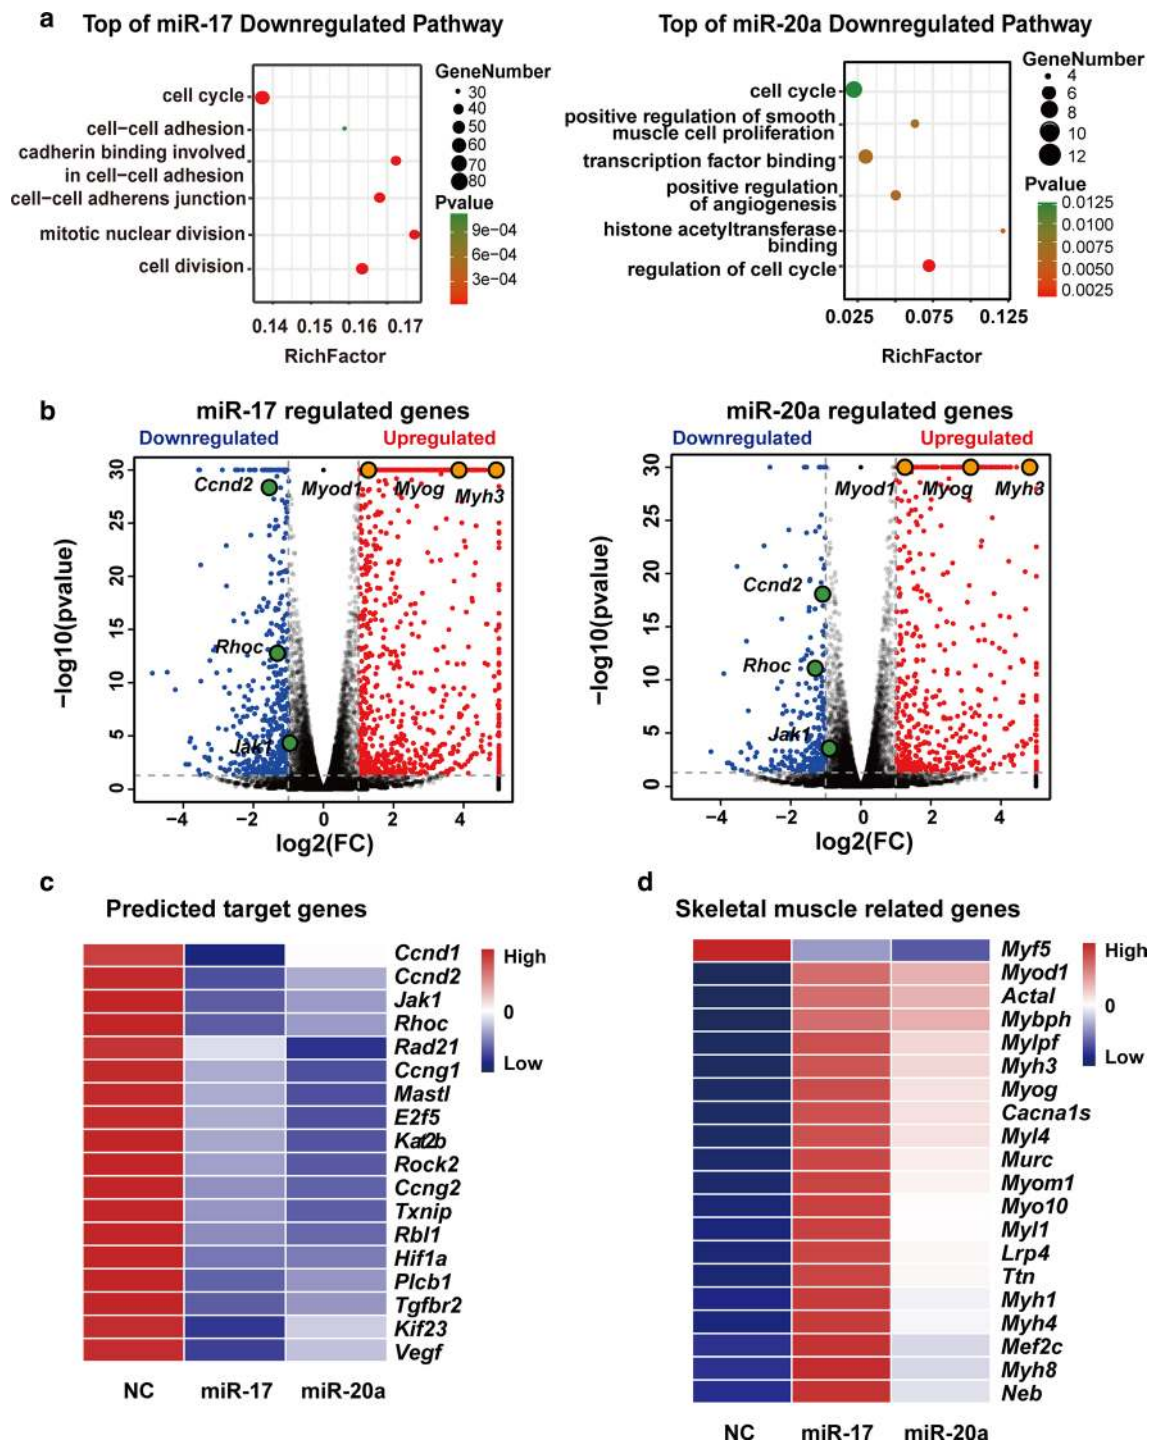 a
Top of miR-17 Downregulated Pathway
cell cycle
cell-cell adhesion
cadherin binding involved
in cell-cell adhesion
cell-cell adherens junction
mitotic nuclear division
cell division
0.14 0.15 0.16 0.17
RichFactor
GeneNumber
30
40
50
60
70
80
Pvalue
9e-04
6e-04
3e-04
Top of miR-20a Downregulated Pathway
cell cycle
positive regulation of smooth
muscle cell proliferation
transcription factor binding
positive regulation
of angiogenesis
histone acetyltransferase
binding
regulation of cell cycle
0.025 0.075 0.125
RichFactor
GeneNumber
4
6
8
10
12
Pvalue
0.0125
0.0100
0.0075
0.0050
0.0025
b
miR-17 regulated genes
Downregulated Upregulated
−log10(pvalue)
30
25
20
15
10
5
0
Ccnd2 Myod1 Myog Myh3
Rhoc
Jak1
−4 −2 0 2 4
log2(FC)
miR-20a regulated genes
Downregulated Upregulated
−log10(pvalue)
30
25
20
15
10
5
0
Myod1 Myog Myh3
Ccnd2
Rhoc
Jak1
−4 −2 0 2 4
log2(FC)
c
Predicted target genes
Ccnd1
Ccnd2
Jak1
Rhoc
Rad21
Ccng1
Mastl
E2f5
Kat2b
Rock2
Ccng2
Txnip
Rbl1
Hif1a
Plcb1
Tgfbr2
Kif23
Vegf
NC miR-17 miR-20a
High
0
Low
d
Skeletal muscle related genes
Myf5
Myod1
Actal
Mybph
Mylpf
Myh3
Myog
Cacna1s
Myl4
Murc
Myom1
Myo10
Myl1
Lrp4
Ttn
Myh1
Myh4
Mef2c
Myh8
Neb
NC miR-17 miR-20a
High
0
Low